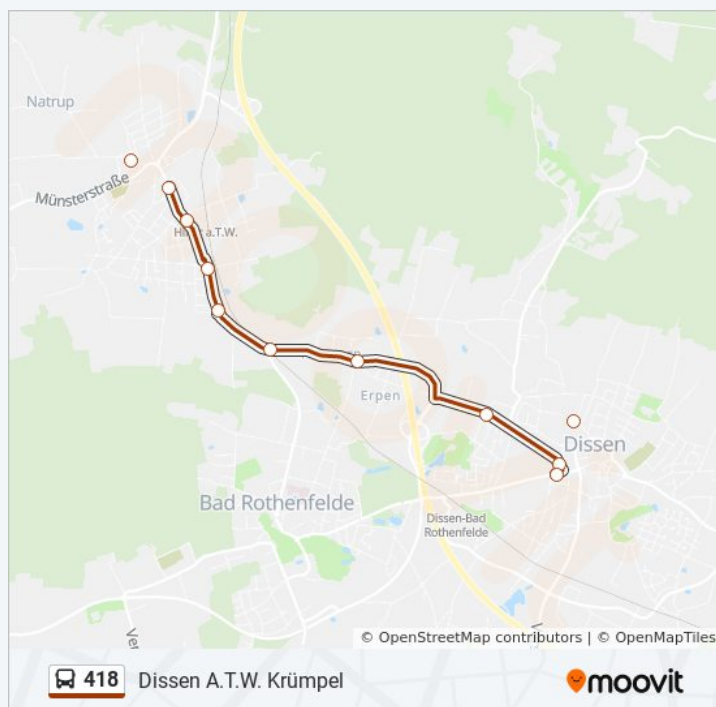 Natrup
Münsterstraße
Erpen
Dissen
Bad Rothenfelde
Dissen-Bad
Rothenfelde
© OpenStreetMap contributors | © OpenMapTiles
418 Dissen A.T.W. Krümpel
moovit